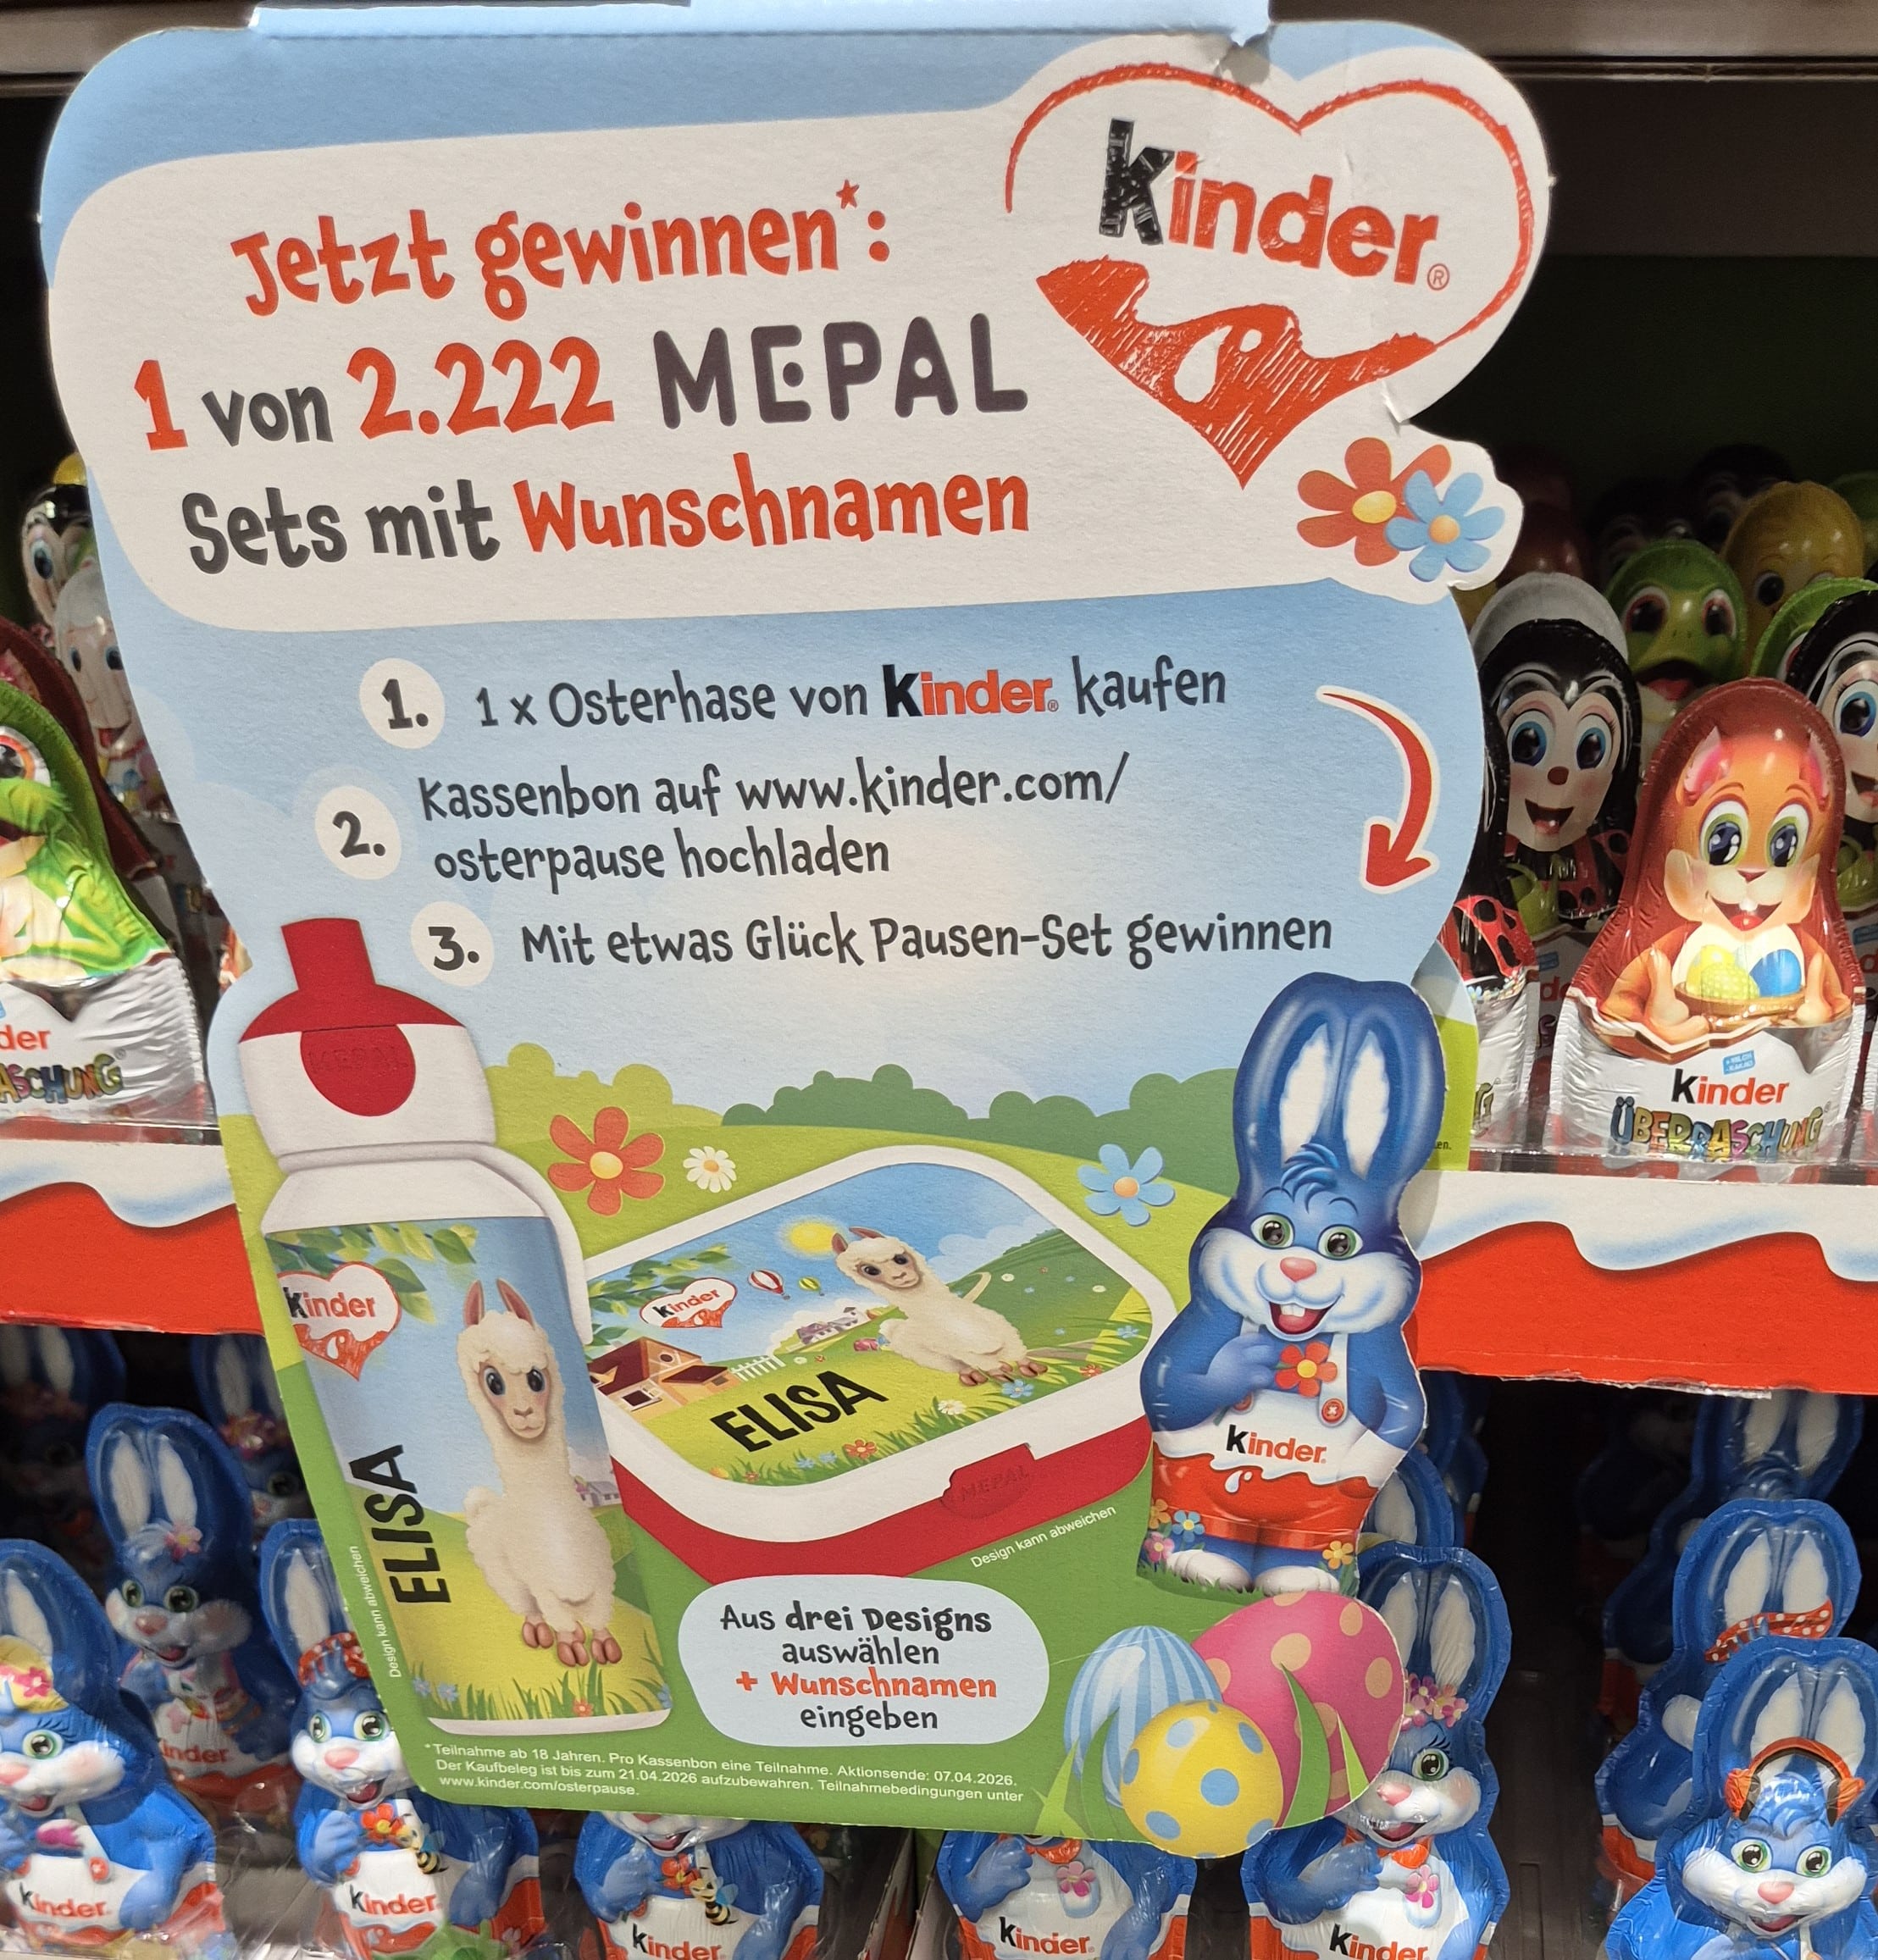 Jetzt gewinnen*:
1 von 2.222 MEPAL
Sets mit Wunschnamen
Kinder®
1. 1 x Osterhase von Kinder® kaufen
2. Kassenbon auf www.kinder.com/
osterpause hochladen
3. Mit etwas Glück Pausen-Set gewinnen
MEPAL
Kinder
ELISA
Design kann abweichen
Kinder
ELISA
MEPAL
Design kann abweichen
Kinder
Aus drei Designs
auswählen
+ Wunschnamen
eingeben
*Teilnahme ab 18 Jahren. Pro Kassenbon eine Teilnahme. Aktionsende: 07.04.2026.
Der Kaufbeleg ist bis zum 21.04.2026 aufzubewahren. Teilnahmebedingungen unter
www.kinder.com/osterpause.
Kinder
ÜBERRASCHUNG
Kinder
Kinder
Kinder
Kinder
Kinder